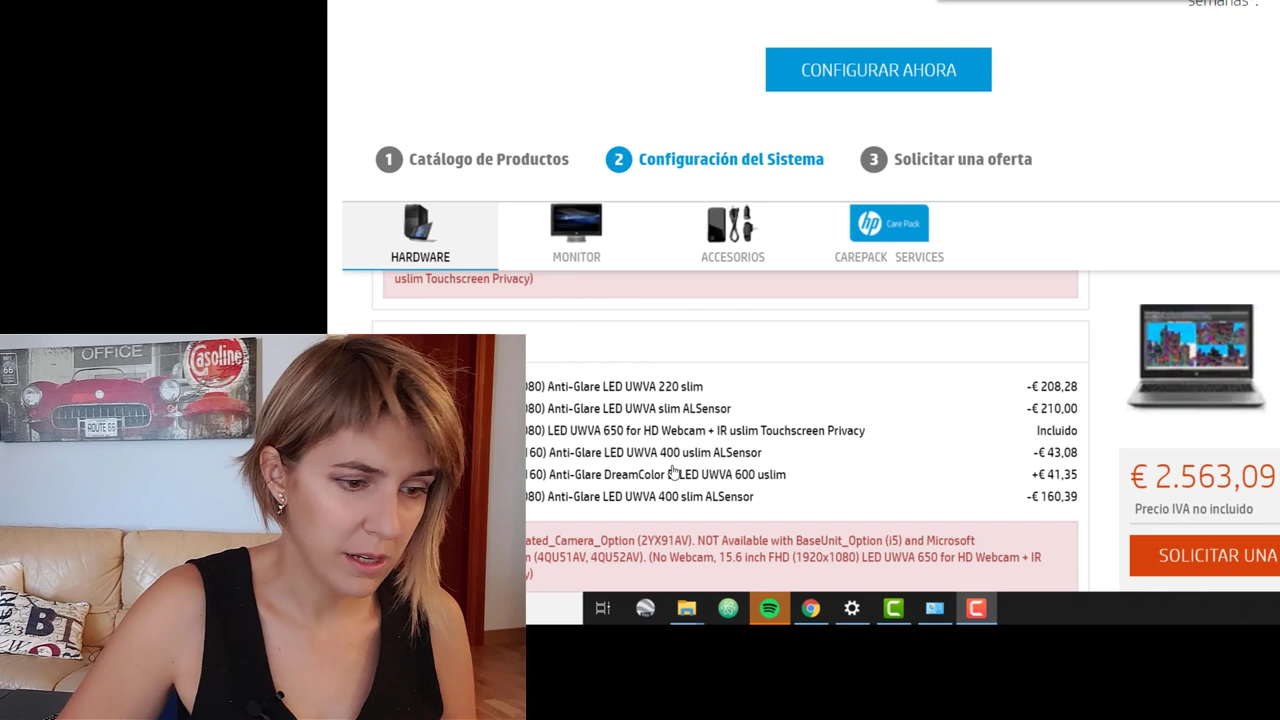 semanas".
CONFIGURAR AHORA
1 Catálogo de Productos
2 Configuración del Sistema
3 Solicitar una oferta
hp Care Pack
HARDWARE
MONITOR
ACCESORIOS
CAREPACK SERVICES
uslim Touchscreen Privacy)
080) Anti-Glare LED UWVA 220 slim -€ 208,28
080) Anti-Glare LED UWVA slim ALSensor -€ 210,00
080) LED UWVA 650 for HD Webcam + IR uslim Touchscreen Privacy Incluido
160) Anti-Glare LED UWVA 400 uslim ALSensor -€ 43,08
160) Anti-Glare DreamColor LED UWVA 600 uslim +€ 41,35
080) Anti-Glare LED UWVA 400 slim ALSensor -€ 160,39
ated_Camera_Option (2YX91AV). NOT Available with BaseUnit_Option (i5) and Microsoft
(4QU51AV, 4QU52AV). (No Webcam, 15.6 inch FHD (1920x1080) LED UWVA 650 for HD Webcam + IR
€ 2.563,09
Precio IVA no incluido
SOLICITAR UNA
OFFICE
Gasoline
ROUTE 66